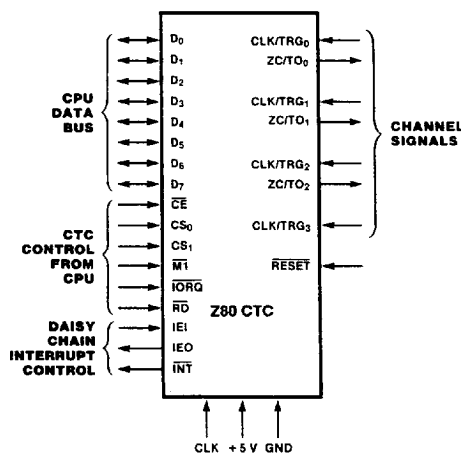 CPU
DATA
BUS
CTC
CONTROL
FROM
CPU
DAISY
CHAIN
INTERRUPT
CONTROL
D0
D1
D2
D3
D4
D5
D6
D7
CE
CS0
CS1
M1
IORQ
RD
IEI
IEO
INT
Z80 CTC
CLK/TRG0
ZC/TO0
CLK/TRG1
ZC/TO1
CLK/TRG2
ZC/TO2
CLK/TRG3
RESET
CHANNEL
SIGNALS
CLK +5 V GND